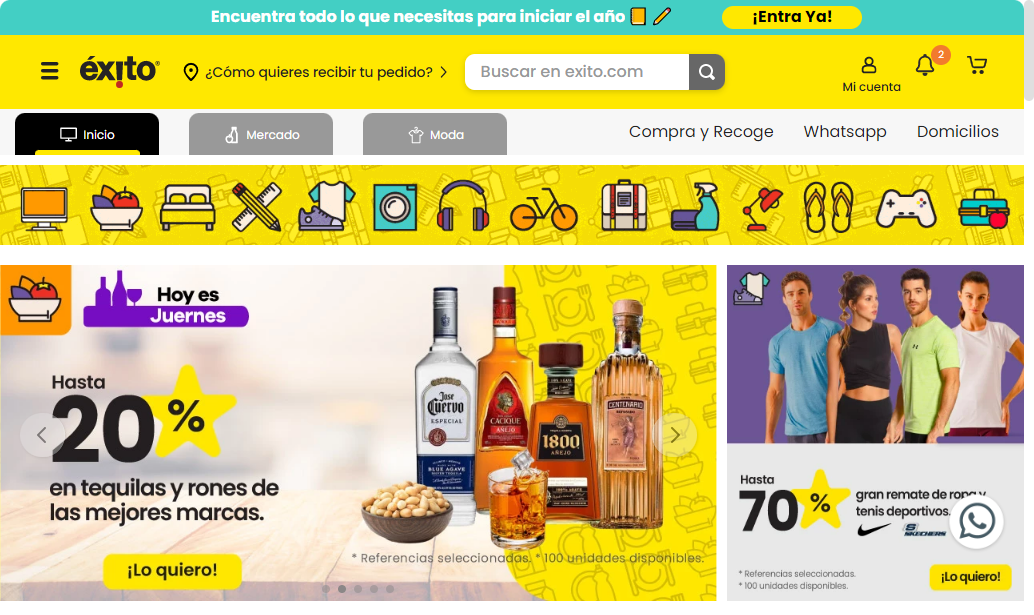 Encuentra todo lo que necesitas para iniciar el año
¡Entra Ya!
éxito
¿Cómo quieres recibir tu pedido?
Buscar en exito.com
Mi cuenta
2
Inicio
Mercado
Moda
Compra y Recoge
Whatsapp
Domicilios
Hoy es
Juernes
Hasta
20%
en tequilas y rones de
las mejores marcas.
¡Lo quiero!
Jose
Cuervo
ESPECIAL
BLUE AGAVE
CACIQUE
AÑEJO
1800
AÑEJO
CENTENARIO
* Referencias seleccionadas. * 100 unidades disponibles.
Hasta
70%
gran remate de ropa y
tenis deportivos.
SKECHERS
* Referencias seleccionadas.
* 100 unidades disponibles.
¡Lo quiero!